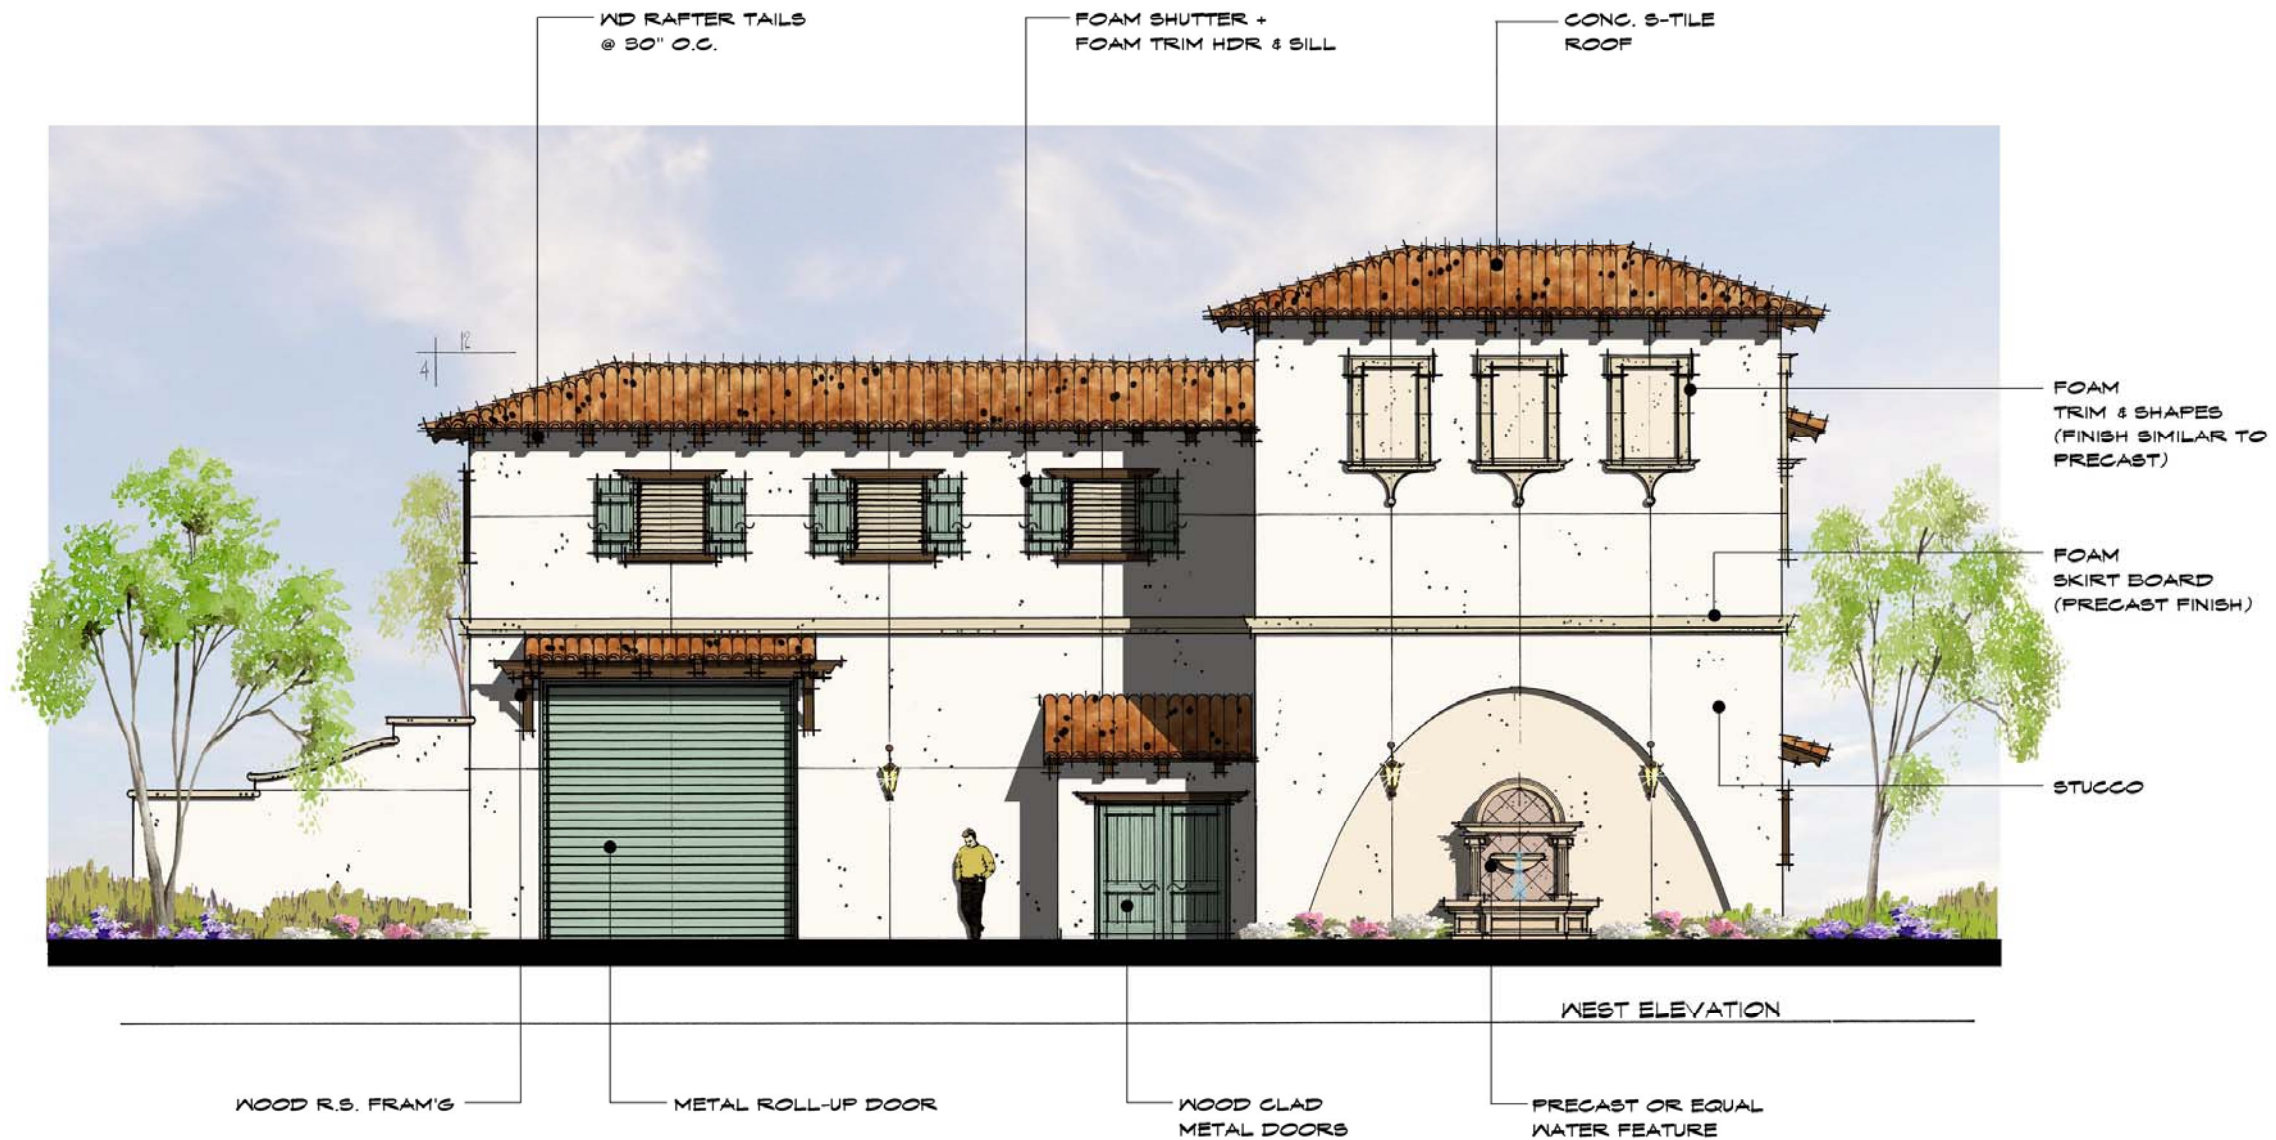 WD RAFTER TAILS
@ 30" O.C.
FOAM SHUTTER +
FOAM TRIM HDR & SILL
CONC. S-TILE
ROOF
12
4
FOAM
TRIM & SHAPES
(FINISH SIMILAR TO
PRECAST)
FOAM
SKIRT BOARD
(PRECAST FINISH)
STUCCO
WEST ELEVATION
WOOD R.S. FRAM'G
METAL ROLL-UP DOOR
WOOD CLAD
METAL DOORS
PRECAST OR EQUAL
WATER FEATURE